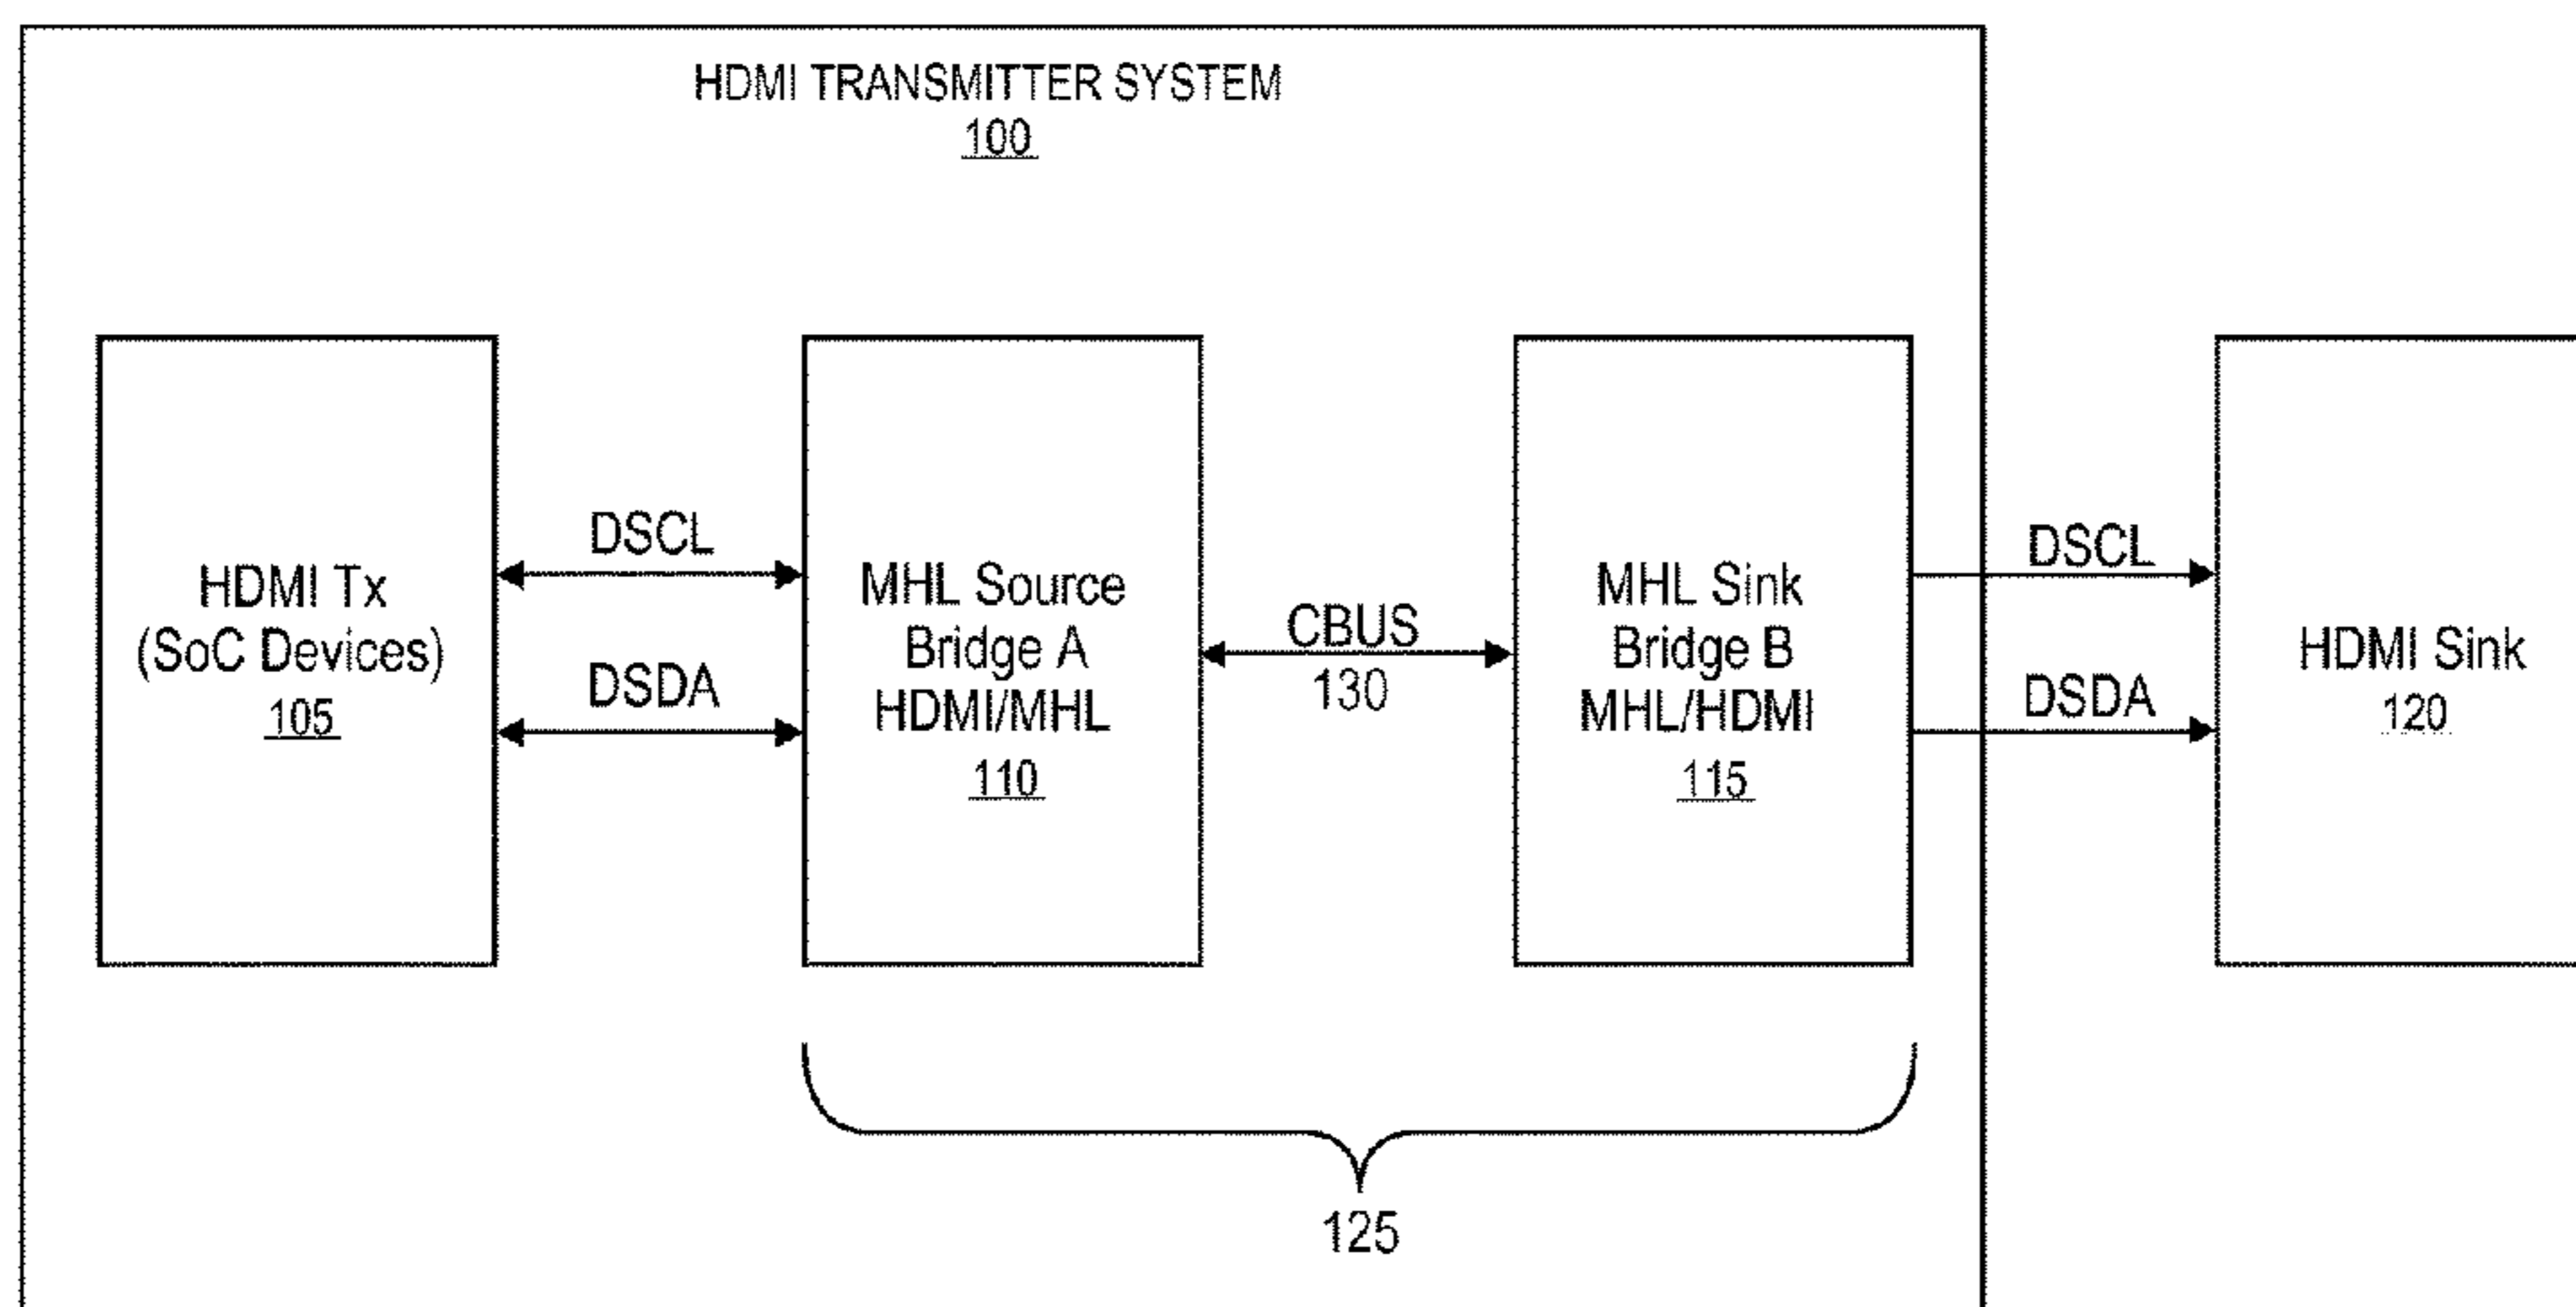 HDMI TRANSMITTER SYSTEM
100
HDMI Tx
(SoC Devices)
105
DSCL
DSDA
MHL Source
Bridge A
HDMI/MHL
110
CBUS
130
MHL Sink
Bridge B
MHL/HDMI
115
DSCL
DSDA
HDMI Sink
120
125